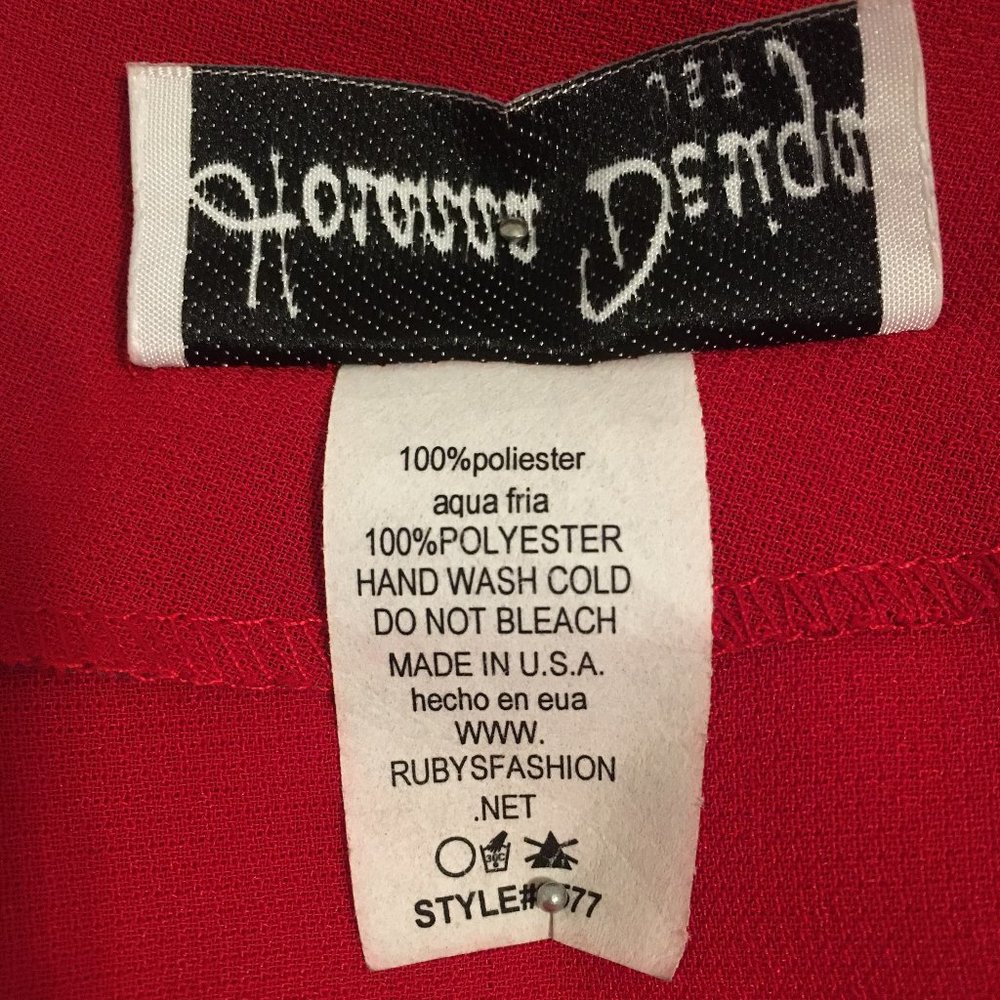 100%poliester
aqua fria
100%POLYESTER
HAND WASH COLD
DO NOT BLEACH
MADE IN U.S.A.
hecho en eua
WWW.
RUBYSFASHION
.NET
30C
STYLE#